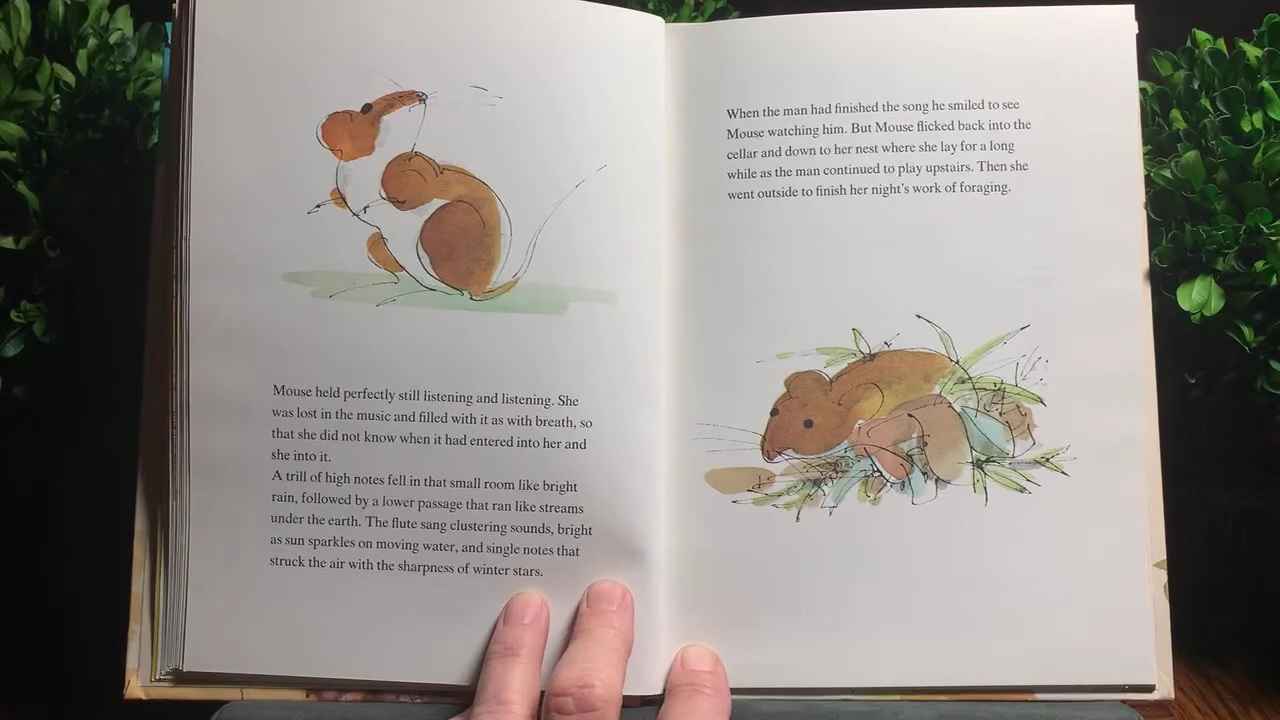 Mouse held perfectly still listening and listening. She
was lost in the music and filled with it as with breath, so
that she did not know when it had entered into her and
she into it.
A trill of high notes fell in that small room like bright
rain, followed by a lower passage that ran like streams
under the earth. The flute sang clustering sounds, bright
as sun sparkles on moving water, and single notes that
struck the air with the sharpness of winter stars.
When the man had finished the song he smiled to see
Mouse watching him. But Mouse flicked back into the
cellar and down to her nest where she lay for a long
while as the man continued to play upstairs. Then she
went outside to finish her night's work of foraging.